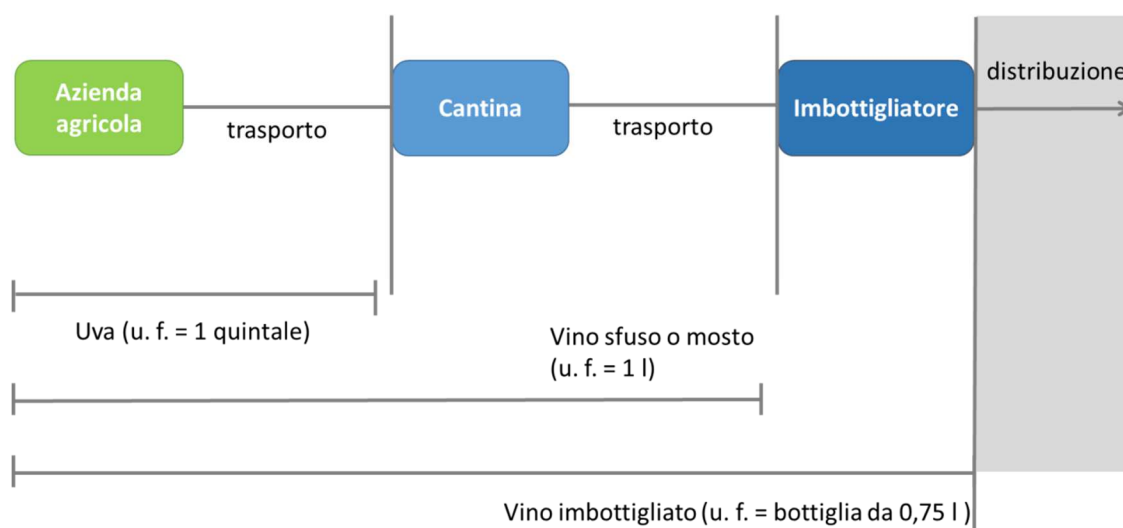 Azienda
agricola
trasporto
Cantina
trasporto
Imbottigliatore
distribuzione
Uva (u. f. = 1 quintale)
Vino sfuso o mosto
(u. f. = 1 l)
Vino imbottigliato (u. f. = bottiglia da 0,75 l )